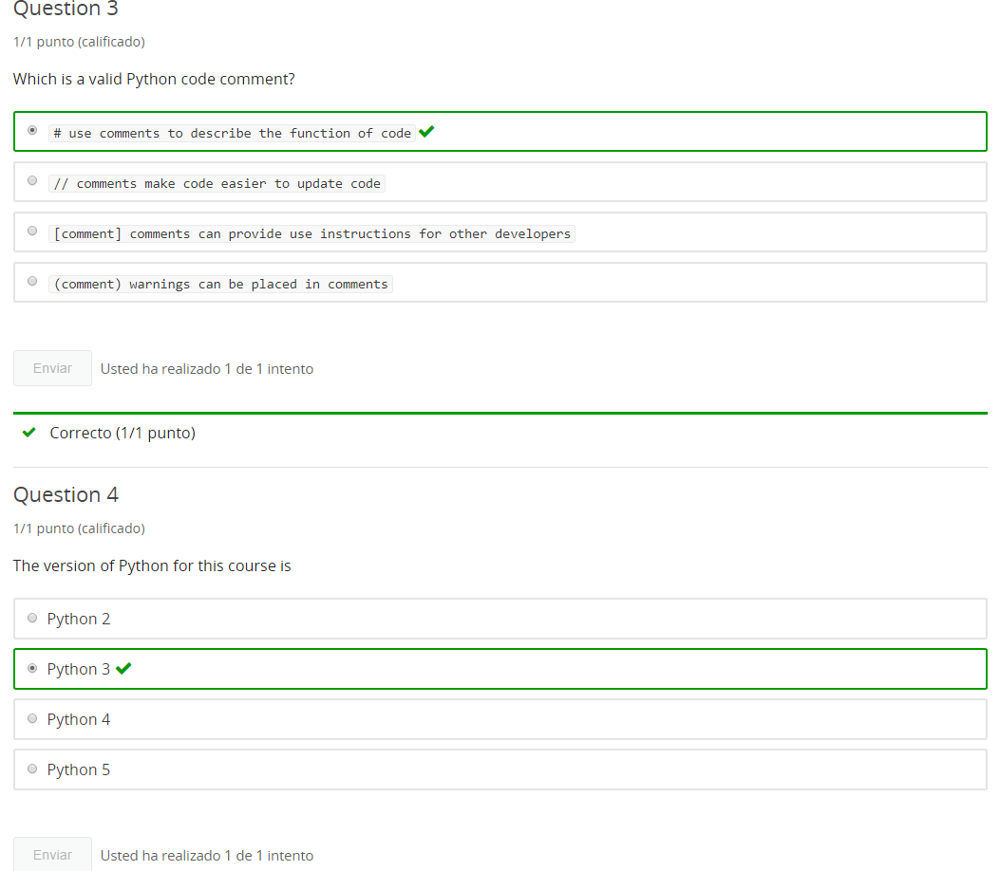 Question 3
1/1 punto (calificado)
Which is a valid Python code comment?
# use comments to describe the function of code
// comments make code easier to update code
[comment] comments can provide use instructions for other developers
(comment) warnings can be placed in comments
Enviar Usted ha realizado 1 de 1 intento
Correcto (1/1 punto)
Question 4
1/1 punto (calificado)
The version of Python for this course is
Python 2
Python 3
Python 4
Python 5
Enviar Usted ha realizado 1 de 1 intento